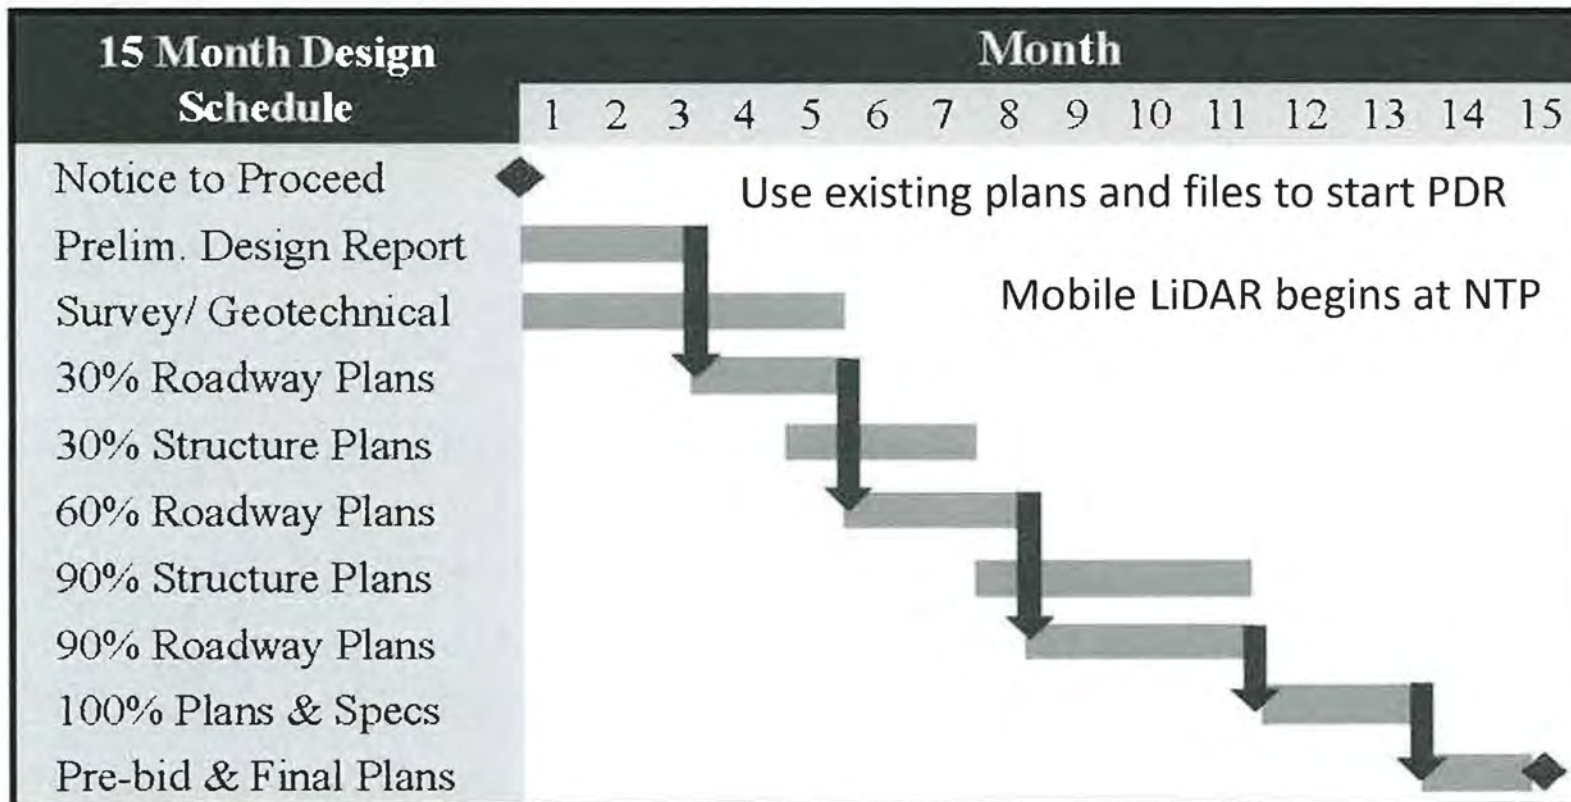 15 Month Design
Schedule
Month
1 2 3 4 5 6 7 8 9 10 11 12 13 14 15
Notice to Proceed
Use existing plans and files to start PDR
Prelim. Design Report
Survey/ Geotechnical
Mobile LiDAR begins at NTP
30% Roadway Plans
30% Structure Plans
60% Roadway Plans
90% Structure Plans
90% Roadway Plans
100% Plans & Specs
Pre-bid & Final Plans